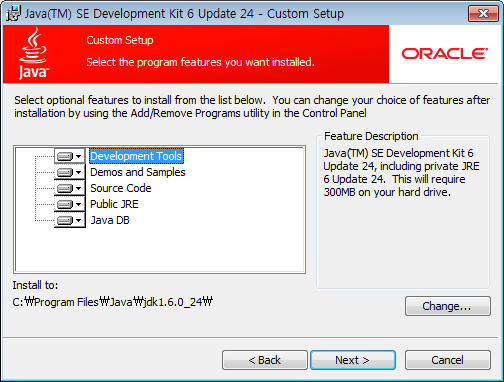 Java(TM) SE Development Kit 6 Update 24 - Custom Setup
Java™
Custom Setup
Select the program features you want installed.
ORACLE®
Select optional features to install from the list below. You can change your choice of features after
installation by using the Add/Remove Programs utility in the Control Panel
Development Tools
Demos and Samples
Source Code
Public JRE
Java DB
Feature Description
Java(TM) SE Development Kit 6
Update 24, including private JRE
6 Update 24. This will require
300MB on your hard drive.
Install to:
C:₩Program Files₩Java₩jdk1.6.0_24₩
Change...
< Back
Next >
Cancel